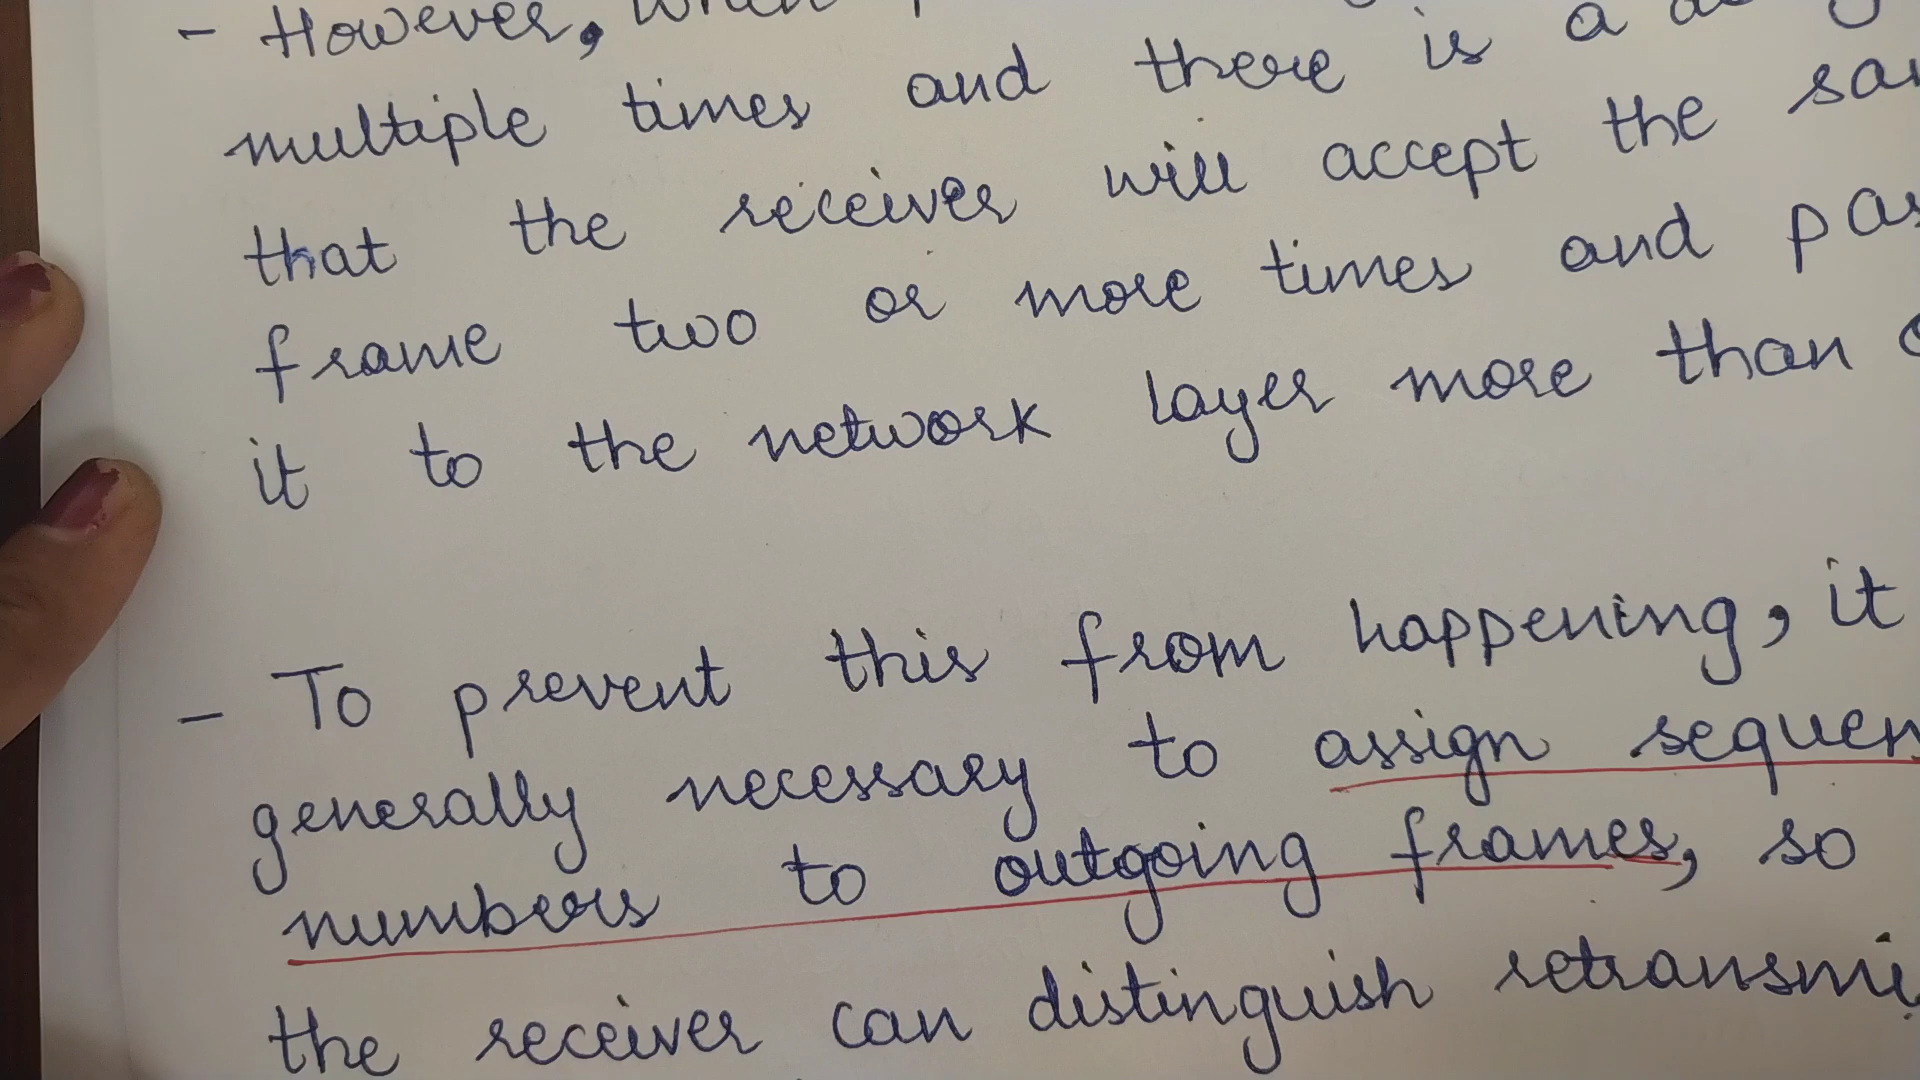 - However, when
multiple times and there is a
that the receiver will accept the
frame two or more times and
it to the network layer more than
- To prevent this from happening, it
generally necessary to assign
numbers to outgoing frames, so
the receiver can distinguish